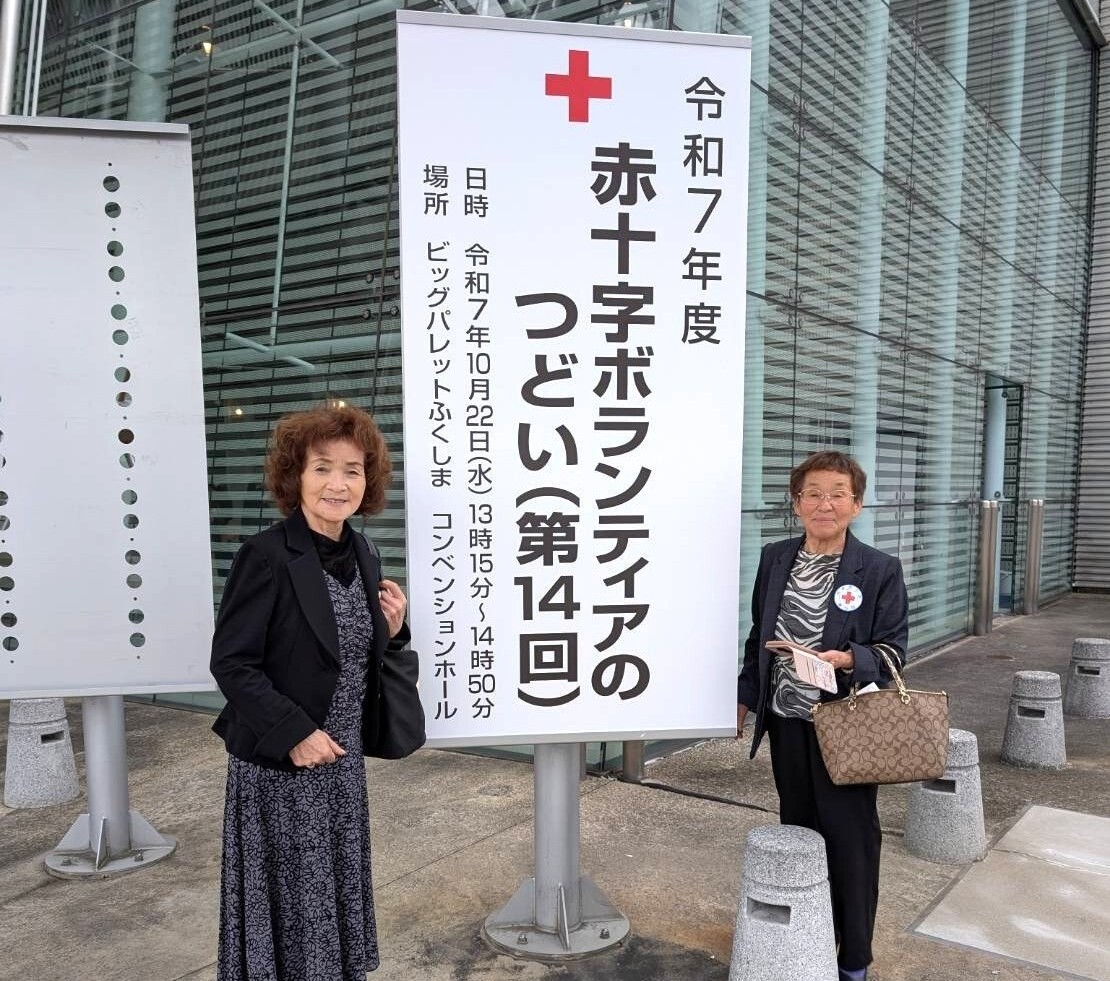 令和7年度
赤十字ボランティアの
つどい(第14回)
日時 令和7年10月22日(水)13時15分～14時50分
場所 ビッグパレットふくしま コンベンションホール